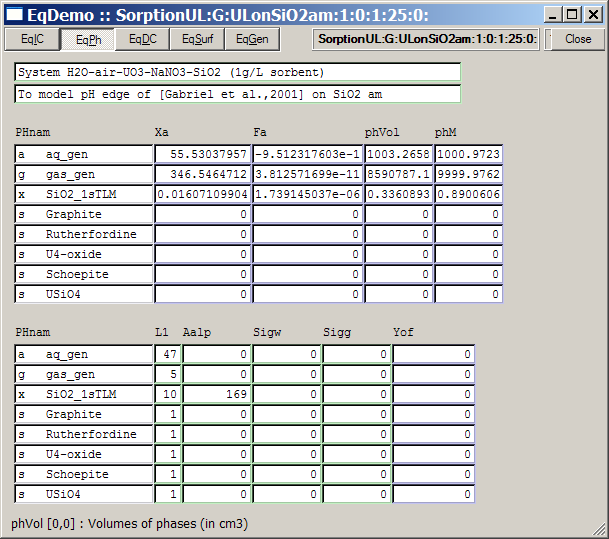 EqDemo :: SorptionUL:G:ULonSiO2am:1:0:1:25:0:
EqIC EqPh EqDC EqSurf EqGen SorptionUL:G:ULonSiO2am:1:0:1:25:0: Close
System H2O-air-UO3-NaNO3-SiO2 (1g/L sorbent)
To model pH edge of [Gabriel et al.,2001] on SiO2 am
PHnam Xa Fa phVol phM
a aq_gen 55.53037957 -9.512317603e-1 1003.2658 1000.9723
g gas_gen 346.5464712 3.812571699e-11 8590787.1 9999.9762
x SiO2_1sTLM 0.01607109904 1.739145037e-06 0.3360893 0.8900606
s Graphite 0 0 0 0
s Rutherfordine 0 0 0 0
s U4-oxide 0 0 0 0
s Schoepite 0 0 0 0
s USiO4 0 0 0 0
PHnam L1 Aalp Sigw Sigg Yof
a aq_gen 47 0 0 0 0
g gas_gen 5 0 0 0 0
x SiO2_1sTLM 10 169 0 0 0
s Graphite 1 0 0 0 0
s Rutherfordine 1 0 0 0 0
s U4-oxide 1 0 0 0 0
s Schoepite 1 0 0 0 0
s USiO4 1 0 0 0 0
phVol [0,0] : Volumes of phases (in cm3)